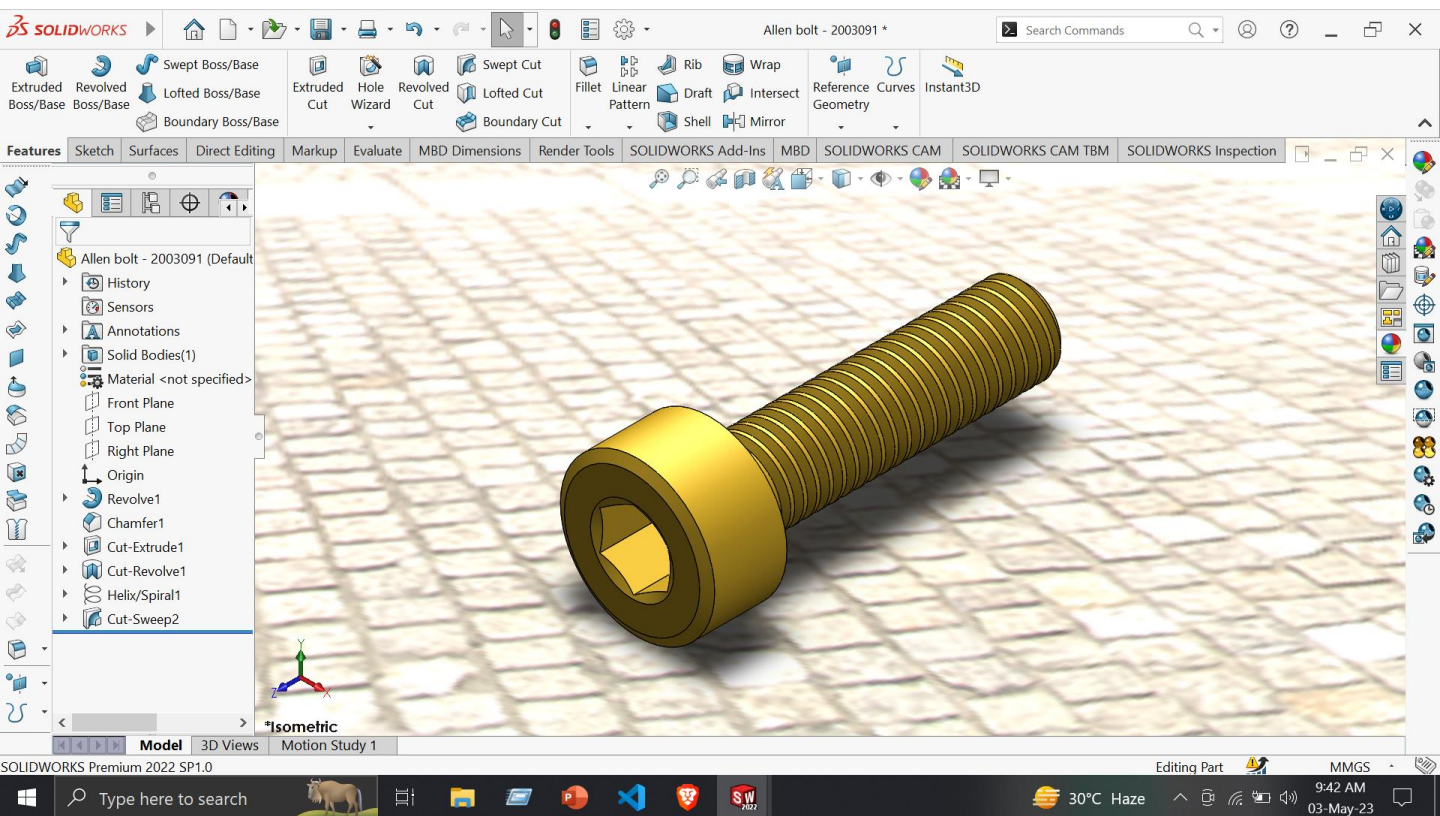 SOLIDWORKS
Allen bolt - 2003091 *
Search Commands
Extruded Boss/Base
Revolved Boss/Base
Swept Boss/Base
Lofted Boss/Base
Boundary Boss/Base
Extruded Cut
Hole Wizard
Revolved Cut
Swept Cut
Lofted Cut
Boundary Cut
Fillet
Linear Pattern
Rib
Draft
Shell
Wrap
Intersect
Mirror
Reference Geometry
Curves
Instant3D
Features
Sketch
Surfaces
Direct Editing
Markup
Evaluate
MBD Dimensions
Render Tools
SOLIDWORKS Add-Ins
MBD
SOLIDWORKS CAM
SOLIDWORKS CAM TBM
SOLIDWORKS Inspection
Allen bolt - 2003091 (Default
History
Sensors
Annotations
Solid Bodies(1)
Material <not specified>
Front Plane
Top Plane
Right Plane
Origin
Revolve1
Chamfer1
Cut-Extrude1
Cut-Revolve1
Helix/Spiral1
Cut-Sweep2
Y
Z
X
*Isometric
Model
3D Views
Motion Study 1
SOLIDWORKS Premium 2022 SP1.0
Editing Part
MMGS
Type here to search
SW
2022
30°C Haze
9:42 AM
03-May-23